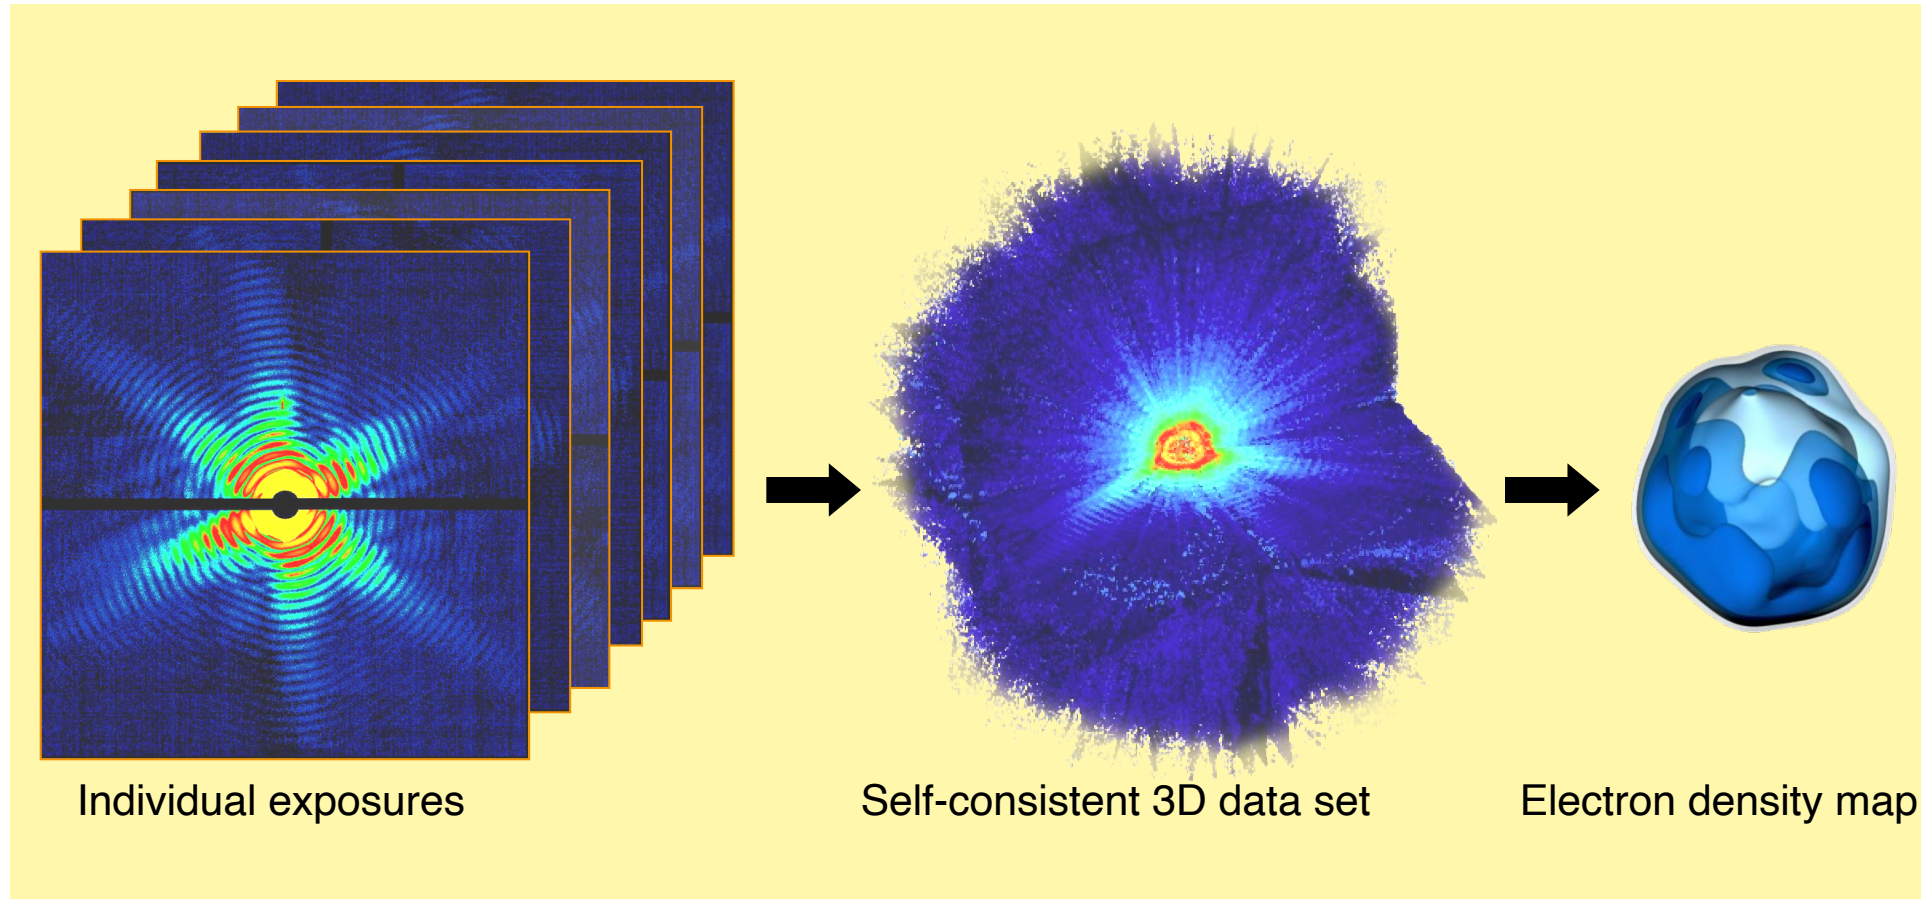 Individual exposures
Self-consistent 3D data set
Electron density map